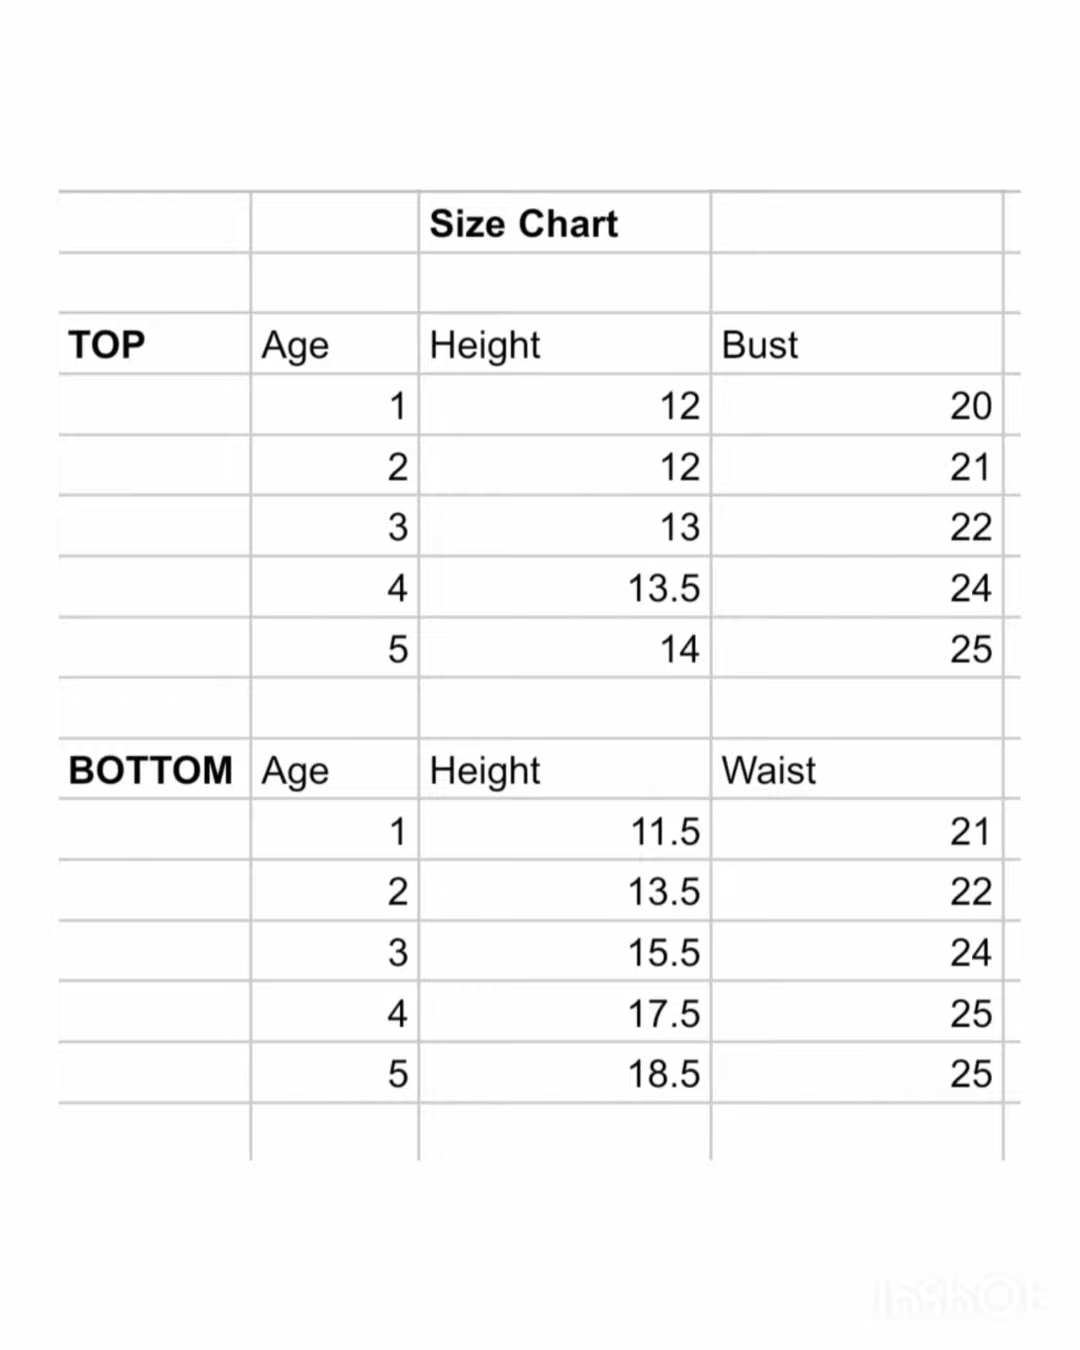 Size Chart
TOP Age Height Bust
1 12 20
2 12 21
3 13 22
4 13.5 24
5 14 25
BOTTOM Age Height Waist
1 11.5 21
2 13.5 22
3 15.5 24
4 17.5 25
5 18.5 25